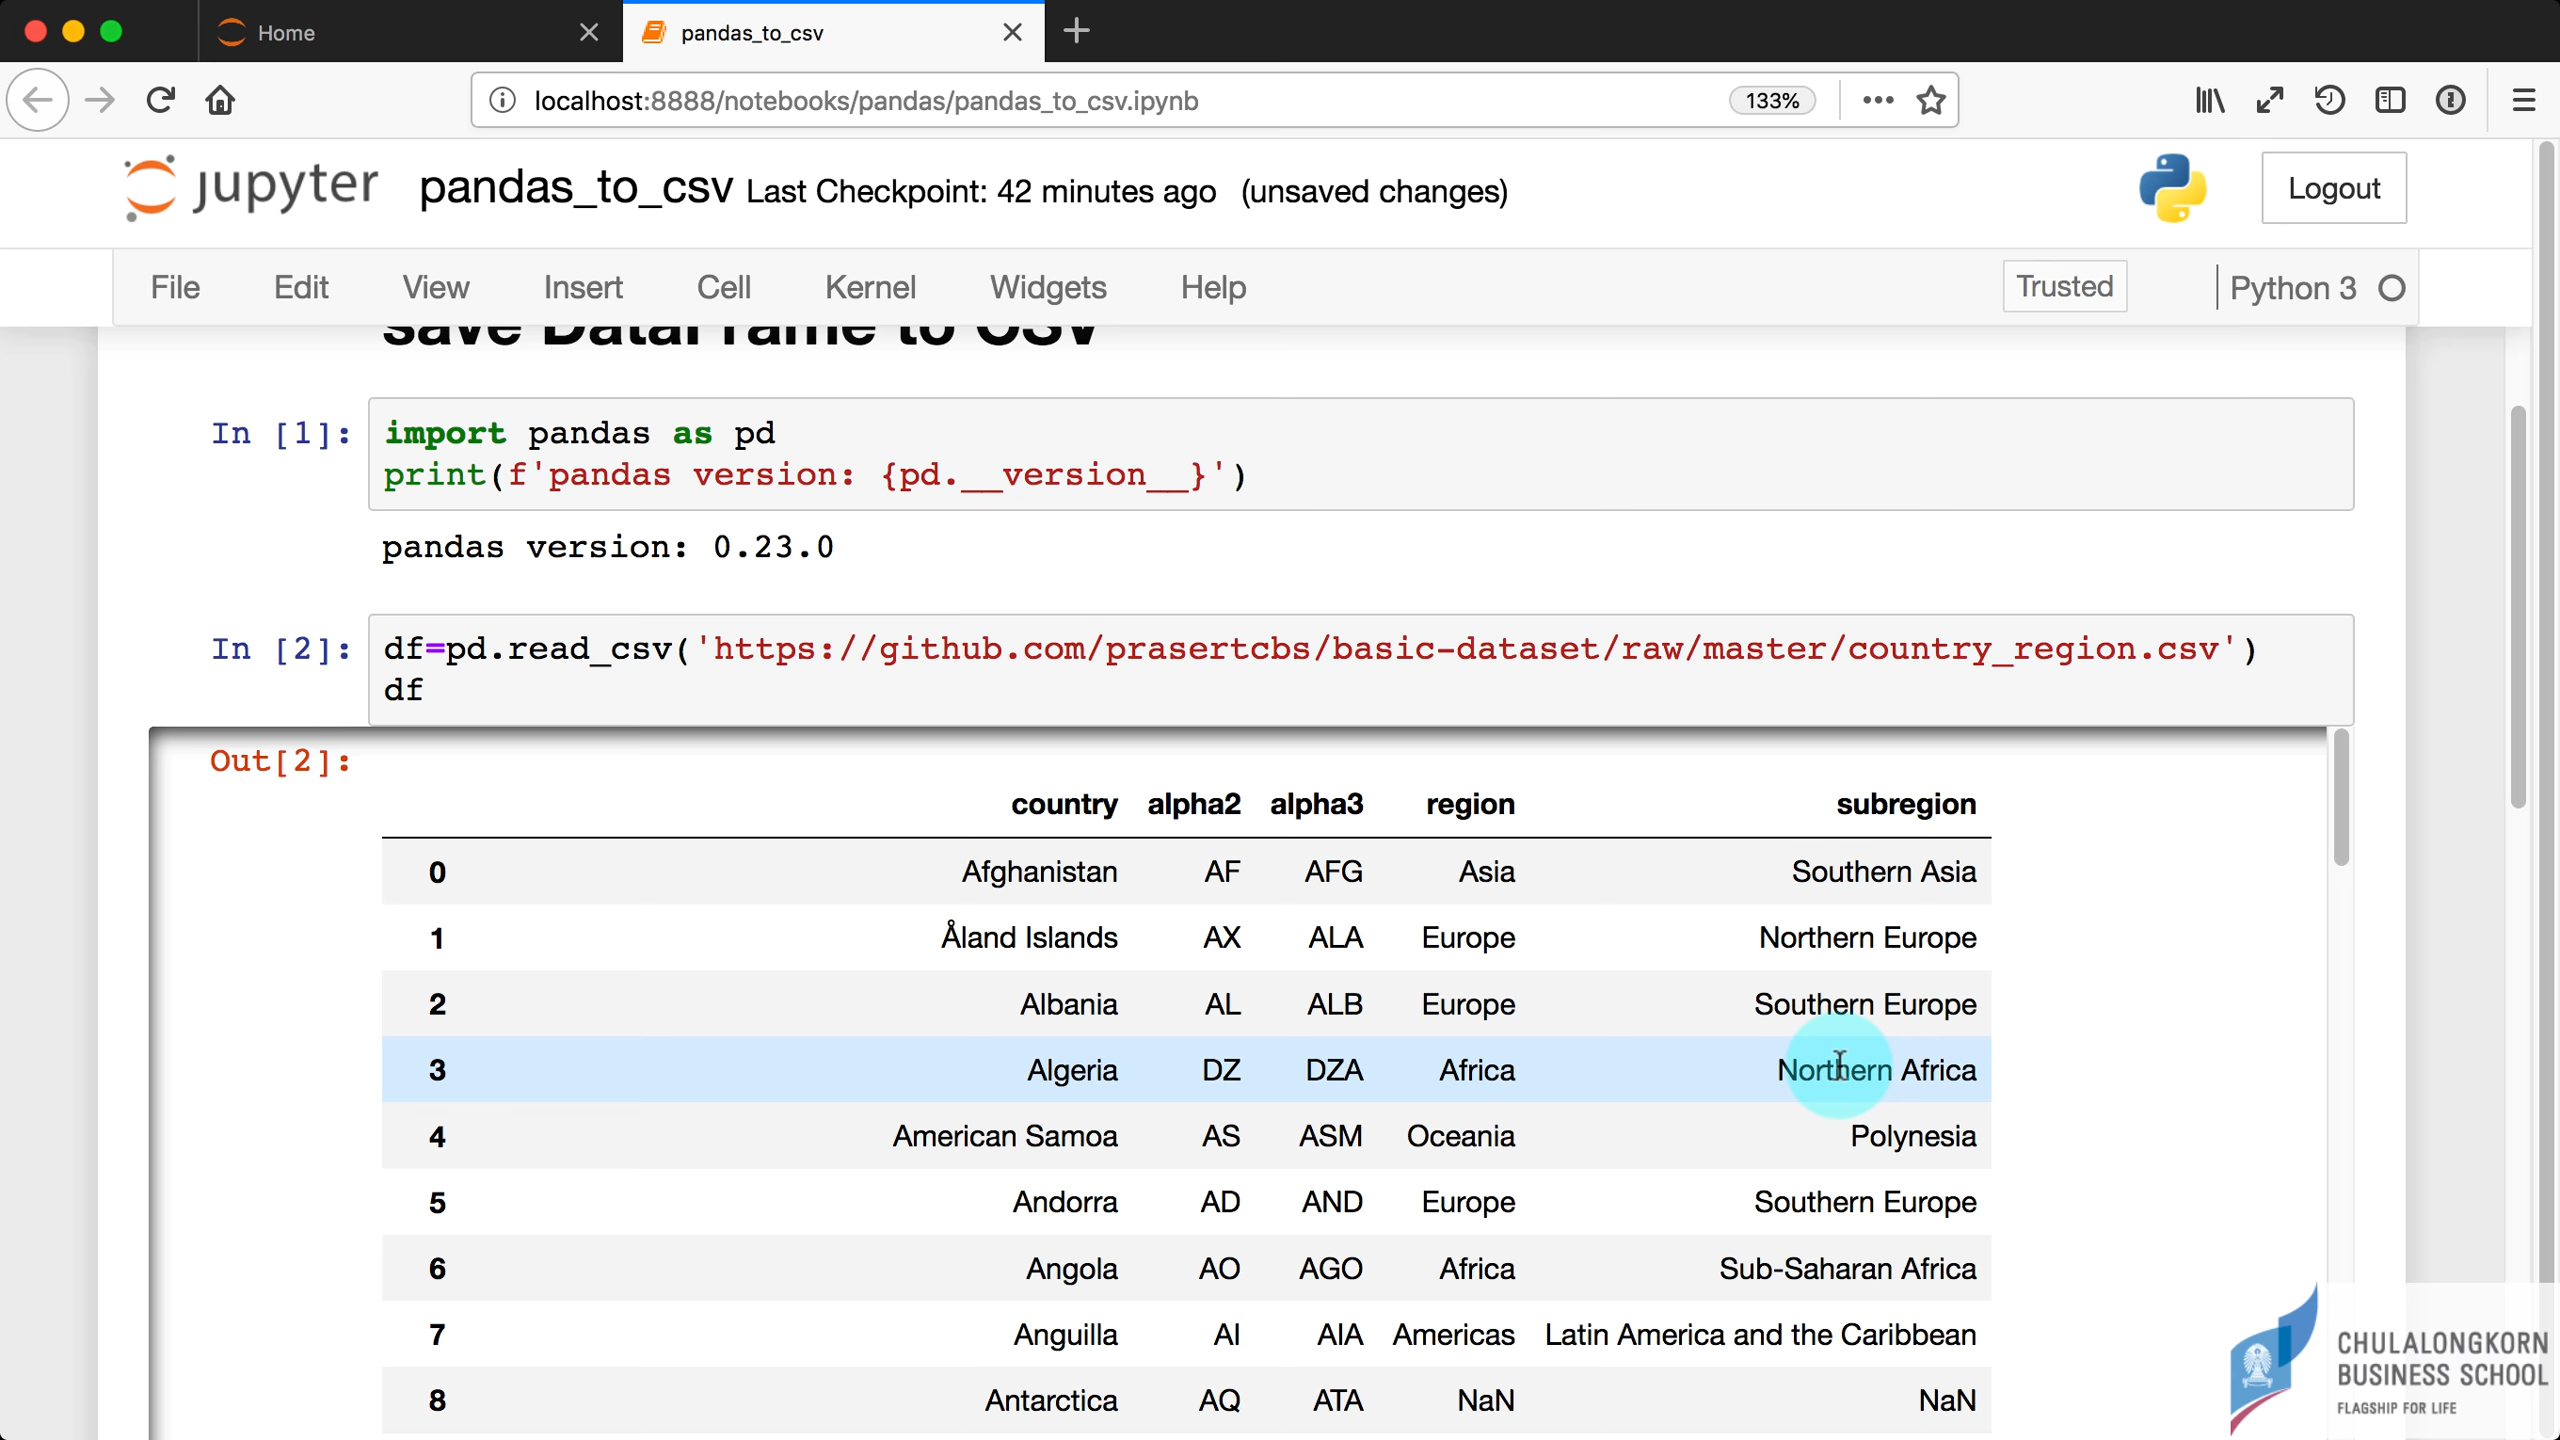 Home
pandas_to_csv
localhost:8888/notebooks/pandas/pandas_to_csv.ipynb
133%
jupyter
pandas_to_csv Last Checkpoint: 42 minutes ago (unsaved changes)
Logout
File Edit View Insert Cell Kernel Widgets Help
Trusted
Python 3
save DataFrame to CSV
In [1]: import pandas as pd
print(f'pandas version: {pd.__version__}')
pandas version: 0.23.0
In [2]: df=pd.read_csv('https://github.com/prasertcbs/basic-dataset/raw/master/country_region.csv')
df
Out[2]:
country alpha2 alpha3 region subregion
0 Afghanistan AF AFG Asia Southern Asia
1 Åland Islands AX ALA Europe Northern Europe
2 Albania AL ALB Europe Southern Europe
3 Algeria DZ DZA Africa Northern Africa
4 American Samoa AS ASM Oceania Polynesia
5 Andorra AD AND Europe Southern Europe
6 Angola AO AGO Africa Sub-Saharan Africa
7 Anguilla AI AIA Americas Latin America and the Caribbean
8 Antarctica AQ ATA NaN NaN
CHULALONGKORN
BUSINESS SCHOOL
FLAGSHIP FOR LIFE